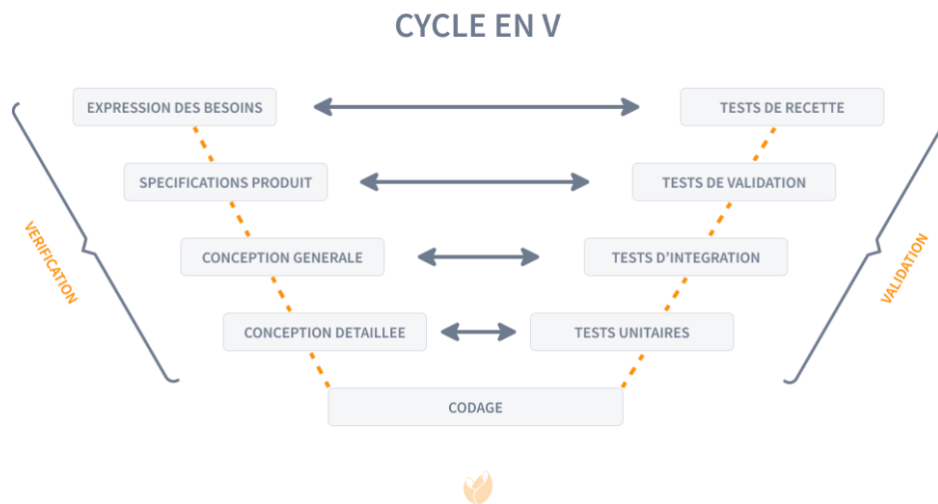 CYCLE EN V
EXPRESSION DES BESOINS
TESTS DE RECETTE
SPECIFICATIONS PRODUIT
TESTS DE VALIDATION
VERIFICATION
VALIDATION
CONCEPTION GENERALE
TESTS D'INTEGRATION
CONCEPTION DETAILLEE
TESTS UNITAIRES
CODAGE